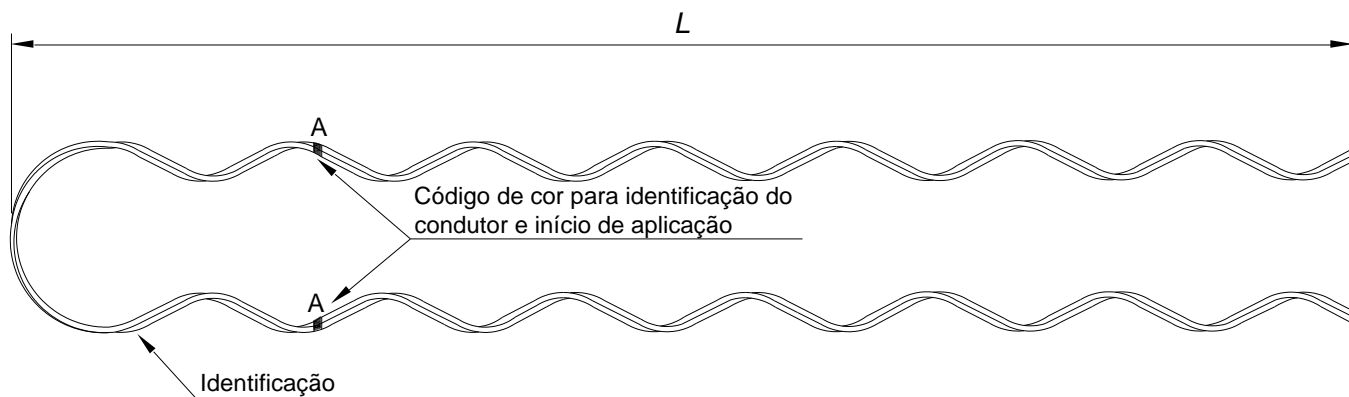 L
A
Código de cor para identificação do
condutor e início de aplicação
A
Identificação